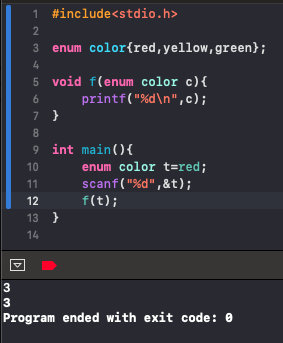 1 #include<stdio.h>
2
3 enum color{red,yellow,green};
4
5 void f(enum color c){
6     printf("%d\n",c);
7 }
8
9 int main(){
10     enum color t=red;
11     scanf("%d",&t);
12     f(t);
13 }
14
3
3
Program ended with exit code: 0